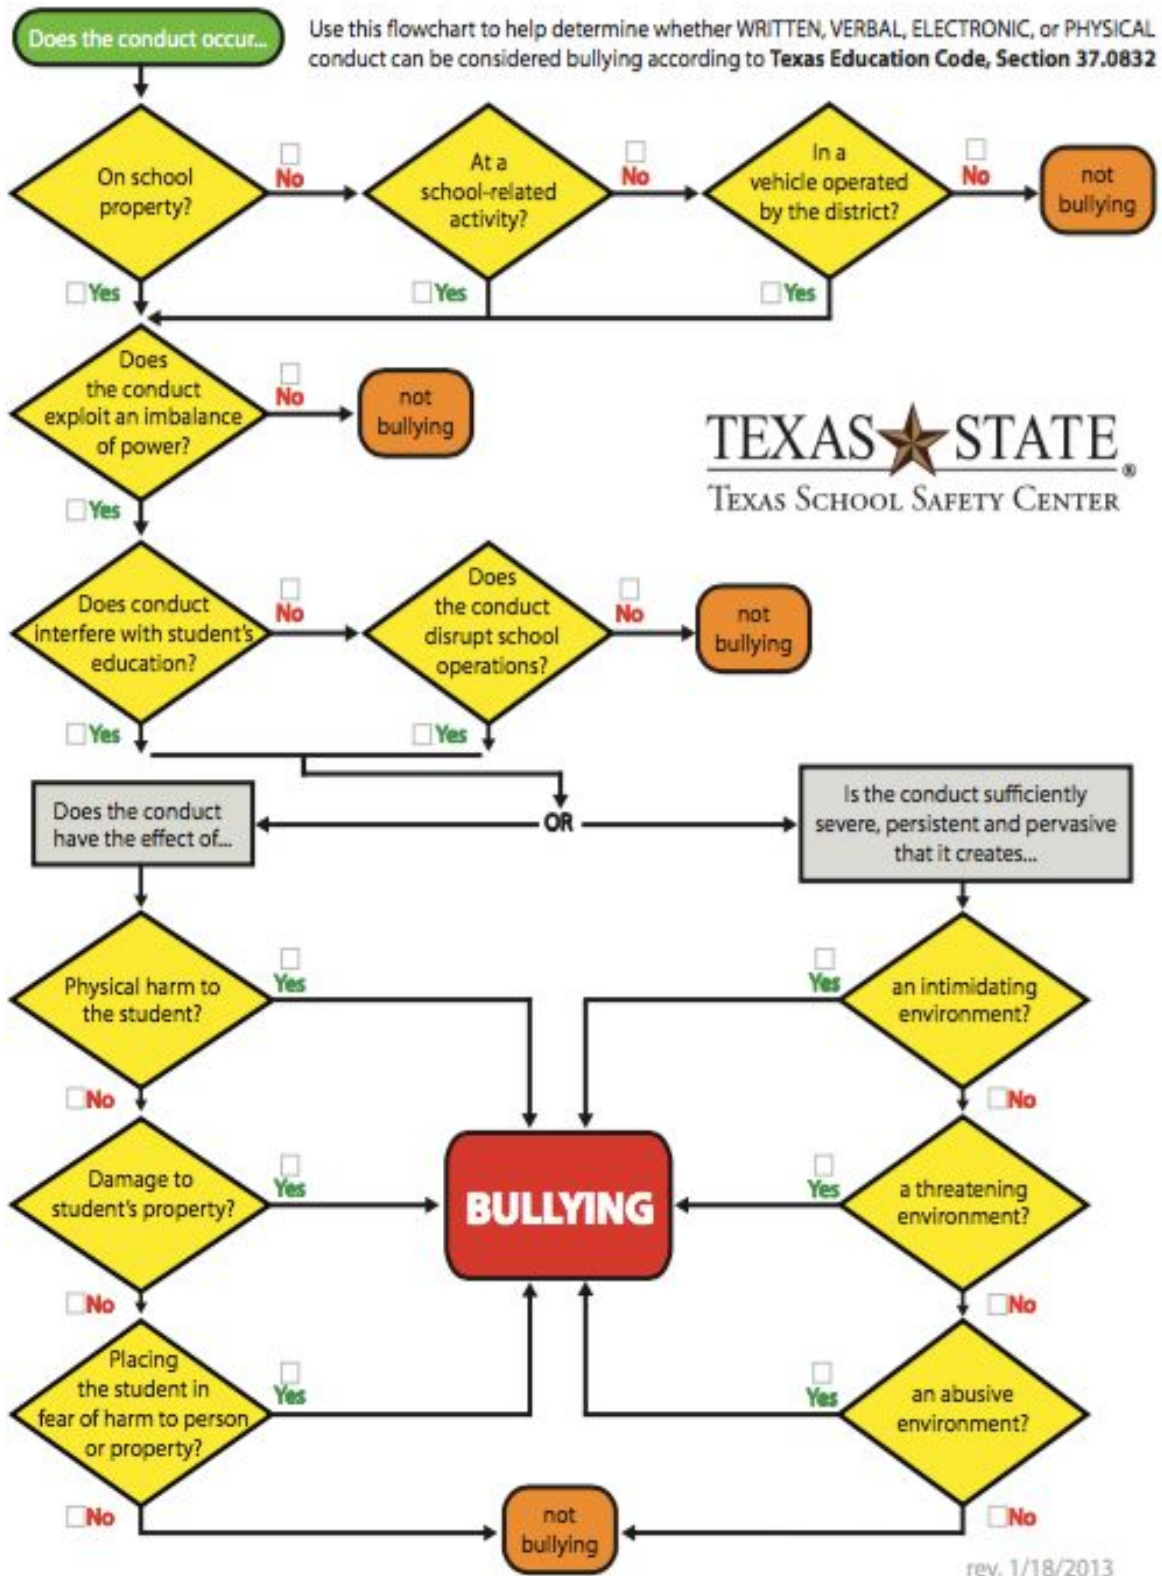 Does the conduct occur...
Use this flowchart to help determine whether WRITTEN, VERBAL, ELECTRONIC, or PHYSICAL
conduct can be considered bullying according to Texas Education Code, Section 37.0832
On school
property?
No
At a
school-related
activity?
No
In a
vehicle operated
by the district?
No
not
bullying
Yes
Yes
Yes
Does
the conduct
exploit an imbalance
of power?
No
not
bullying
TEXAS STATE®
TEXAS SCHOOL SAFETY CENTER
Yes
Does conduct
interfere with student's
education?
No
Does
the conduct
disrupt school
operations?
No
not
bullying
Yes
Yes
Does the conduct
have the effect of...
OR
Is the conduct sufficiently
severe, persistent and pervasive
that it creates...
Physical harm to
the student?
Yes
Yes
an intimidating
environment?
No
No
Damage to
student's property?
Yes
BULLYING
Yes
a threatening
environment?
No
No
Placing
the student in
fear of harm to person
or property?
Yes
Yes
an abusive
environment?
No
not
bullying
No
rev. 1/18/2013